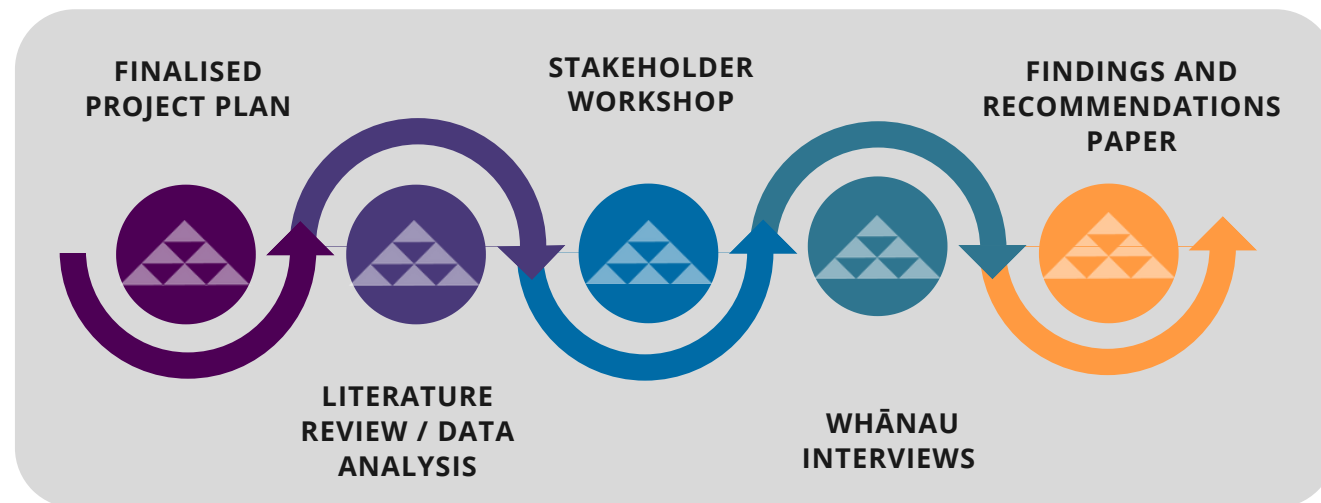 FINALISED
PROJECT PLAN
LITERATURE
REVIEW / DATA
ANALYSIS
STAKEHOLDER
WORKSHOP
WHĀNAU
INTERVIEWS
FINDINGS AND
RECOMMENDATIONS
PAPER